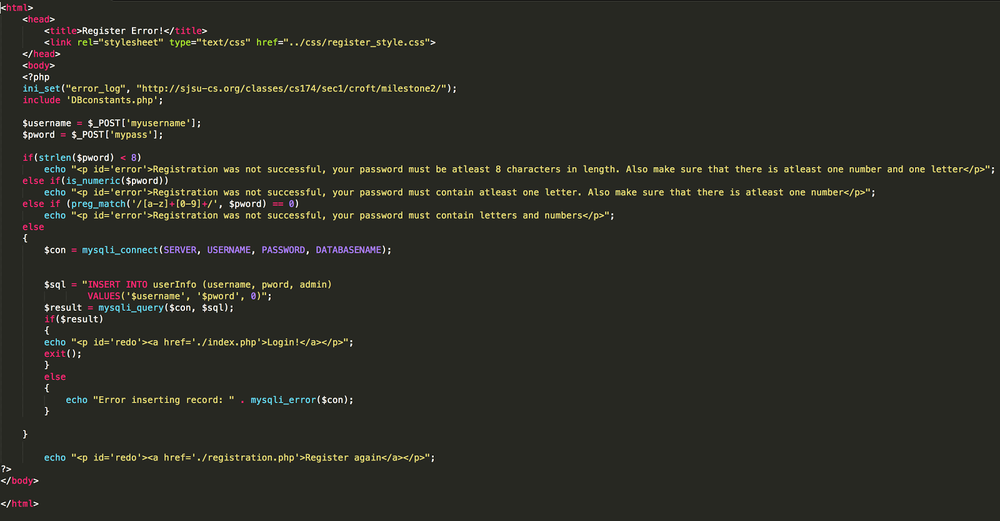 <html>
<head>
<title>Register Error!</title>
<link rel="stylesheet" type="text/css" href="../css/register_style.css">
</head>
<body>
<?php
ini_set("error_log", "http://sjsu-cs.org/classes/cs174/sec1/croft/milestone2/");
include 'DBconstants.php';
$username = $_POST['myusername'];
$pword = $_POST['mypass'];
if(strlen($pword) < 8)
echo "<p id='error'>Registration was not successful, your password must be atleast 8 characters in length. Also make sure that there is atleast one number and one letter</p>";
else if(is_numeric($pword))
echo "<p id='error'>Registration was not successful, your password must contain atleast one letter. Also make sure that there is atleast one number</p>";
else if (preg_match('/[a-z]+[0-9]+/', $pword) == 0)
echo "<p id='error'>Registration was not successful, your password must contain letters and numbers</p>";
else
{
$con = mysqli_connect(SERVER, USERNAME, PASSWORD, DATABASENAME);
$sql = "INSERT INTO userInfo (username, pword, admin)
VALUES('$username', '$pword', 0)";
$result = mysqli_query($con, $sql);
if($result)
{
echo "<p id='redo'><a href='./index.php'>Login!</a></p>";
exit();
}
else
{
echo "Error inserting record: " . mysqli_error($con);
}
}
echo "<p id='redo'><a href='./registration.php'>Register again</a></p>";
?>
</body>
</html>